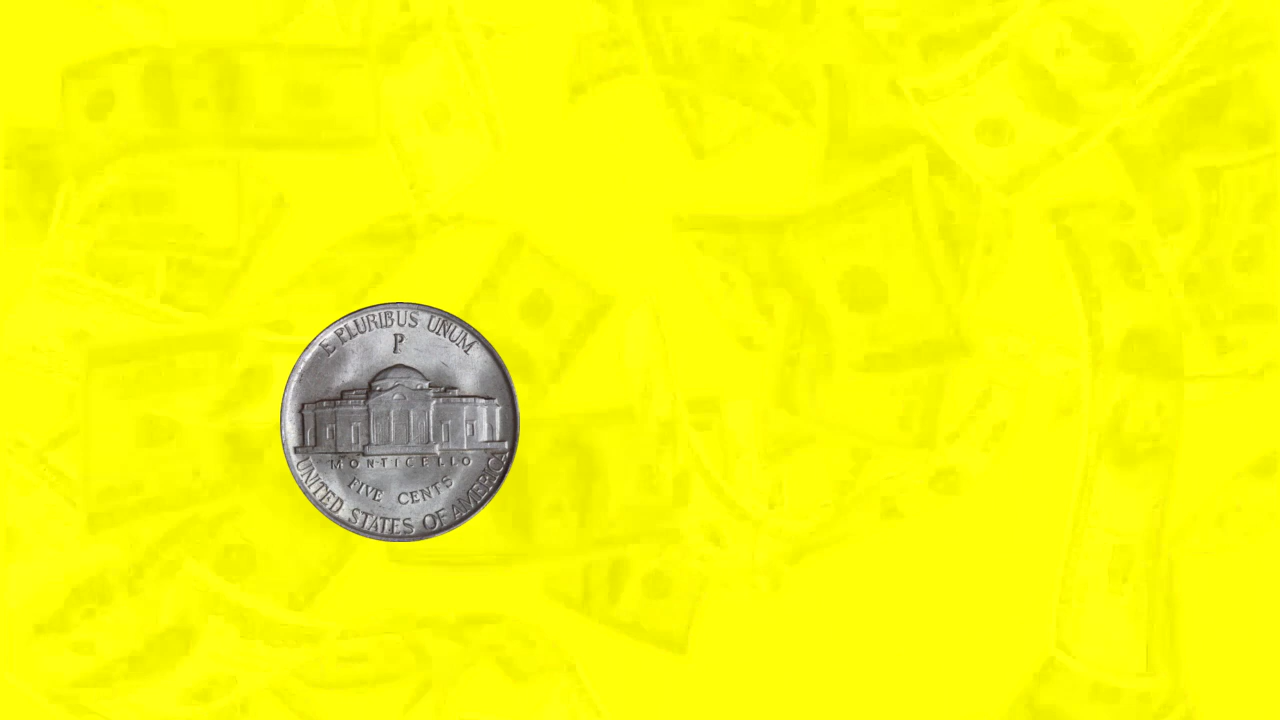 E PLURIBUS UNUM
P
MONTICELLO
FIVE CENTS
UNITED STATES OF AMERICA